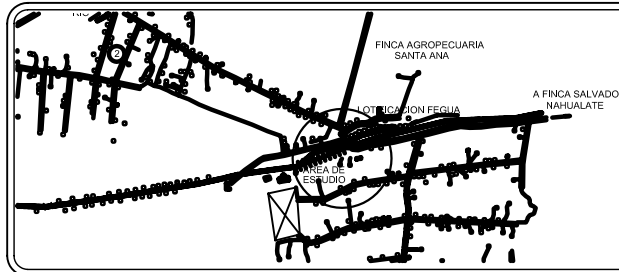 2
FINCA AGROPECUARIA
SANTA ANA
LOTIFICACION FEGUA
A FINCA SALVADO
NAHUALATE
AREA DE
ESTUDIO